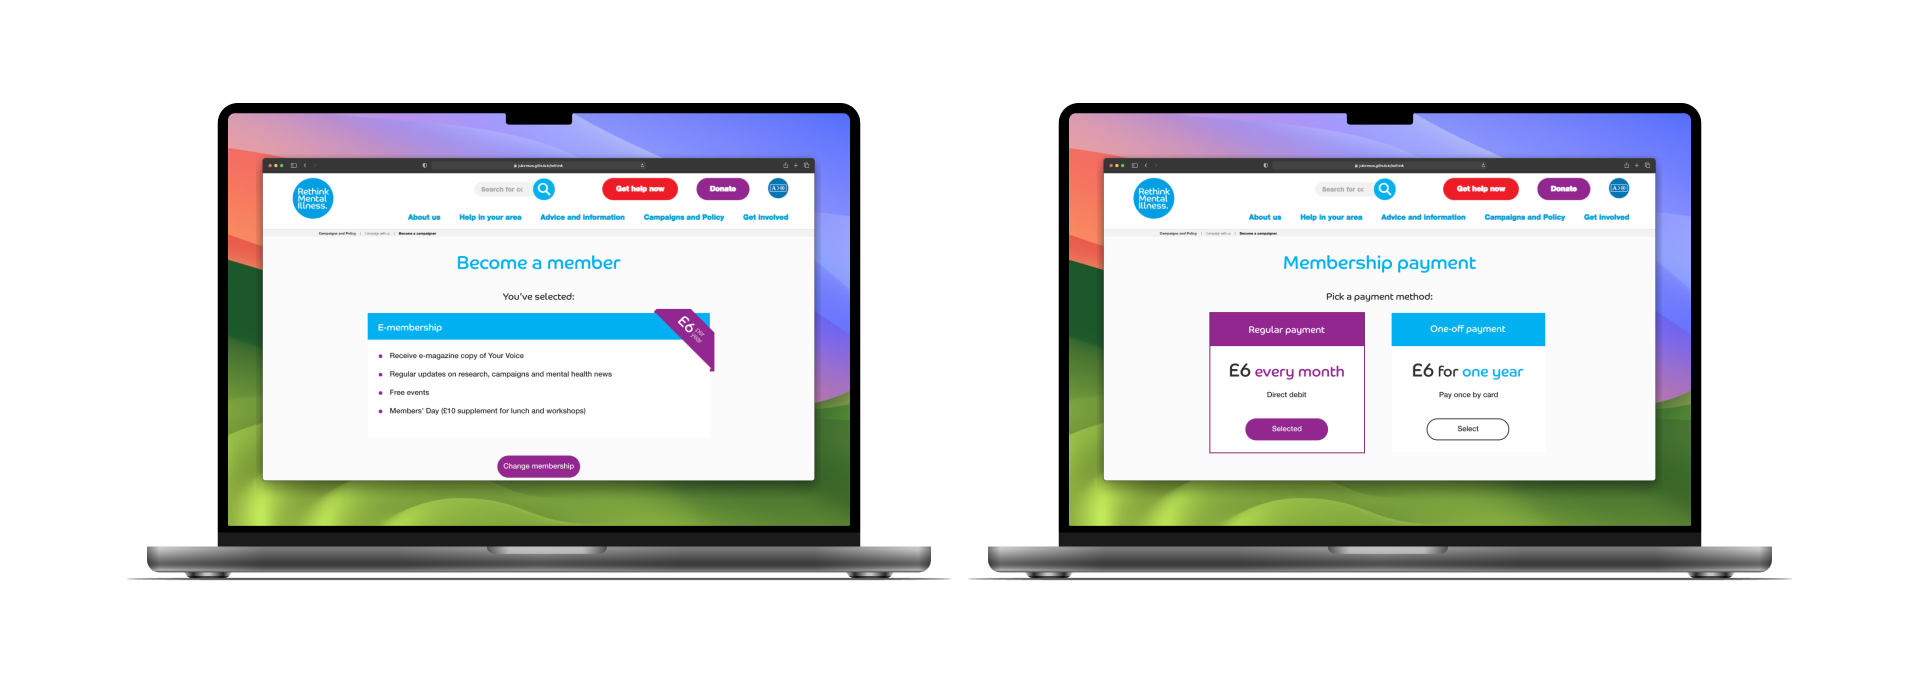 Rethink
Mental
Illness.
Search for cc
Get help now
Donate
About us
Help in your area
Advice and information
Campaigns and Policy
Get involved
Campaigns and Policy | Campaign with us | Become a campaigner
Become a member
You've selected:
E-membership
£6 per year
Receive e-magazine copy of Your Voice
Regular updates on research, campaigns and mental health news
Free events
Members' Day (£10 supplement for lunch and workshops)
Change membership
Rethink
Mental
Illness.
Search for cc
Get help now
Donate
About us
Help in your area
Advice and information
Campaigns and Policy
Get involved
Campaigns and Policy | Campaign with us | Become a campaigner
Membership payment
Pick a payment method:
Regular payment
£6 every month
Direct debit
Selected
One-off payment
£6 for one year
Pay once by card
Select